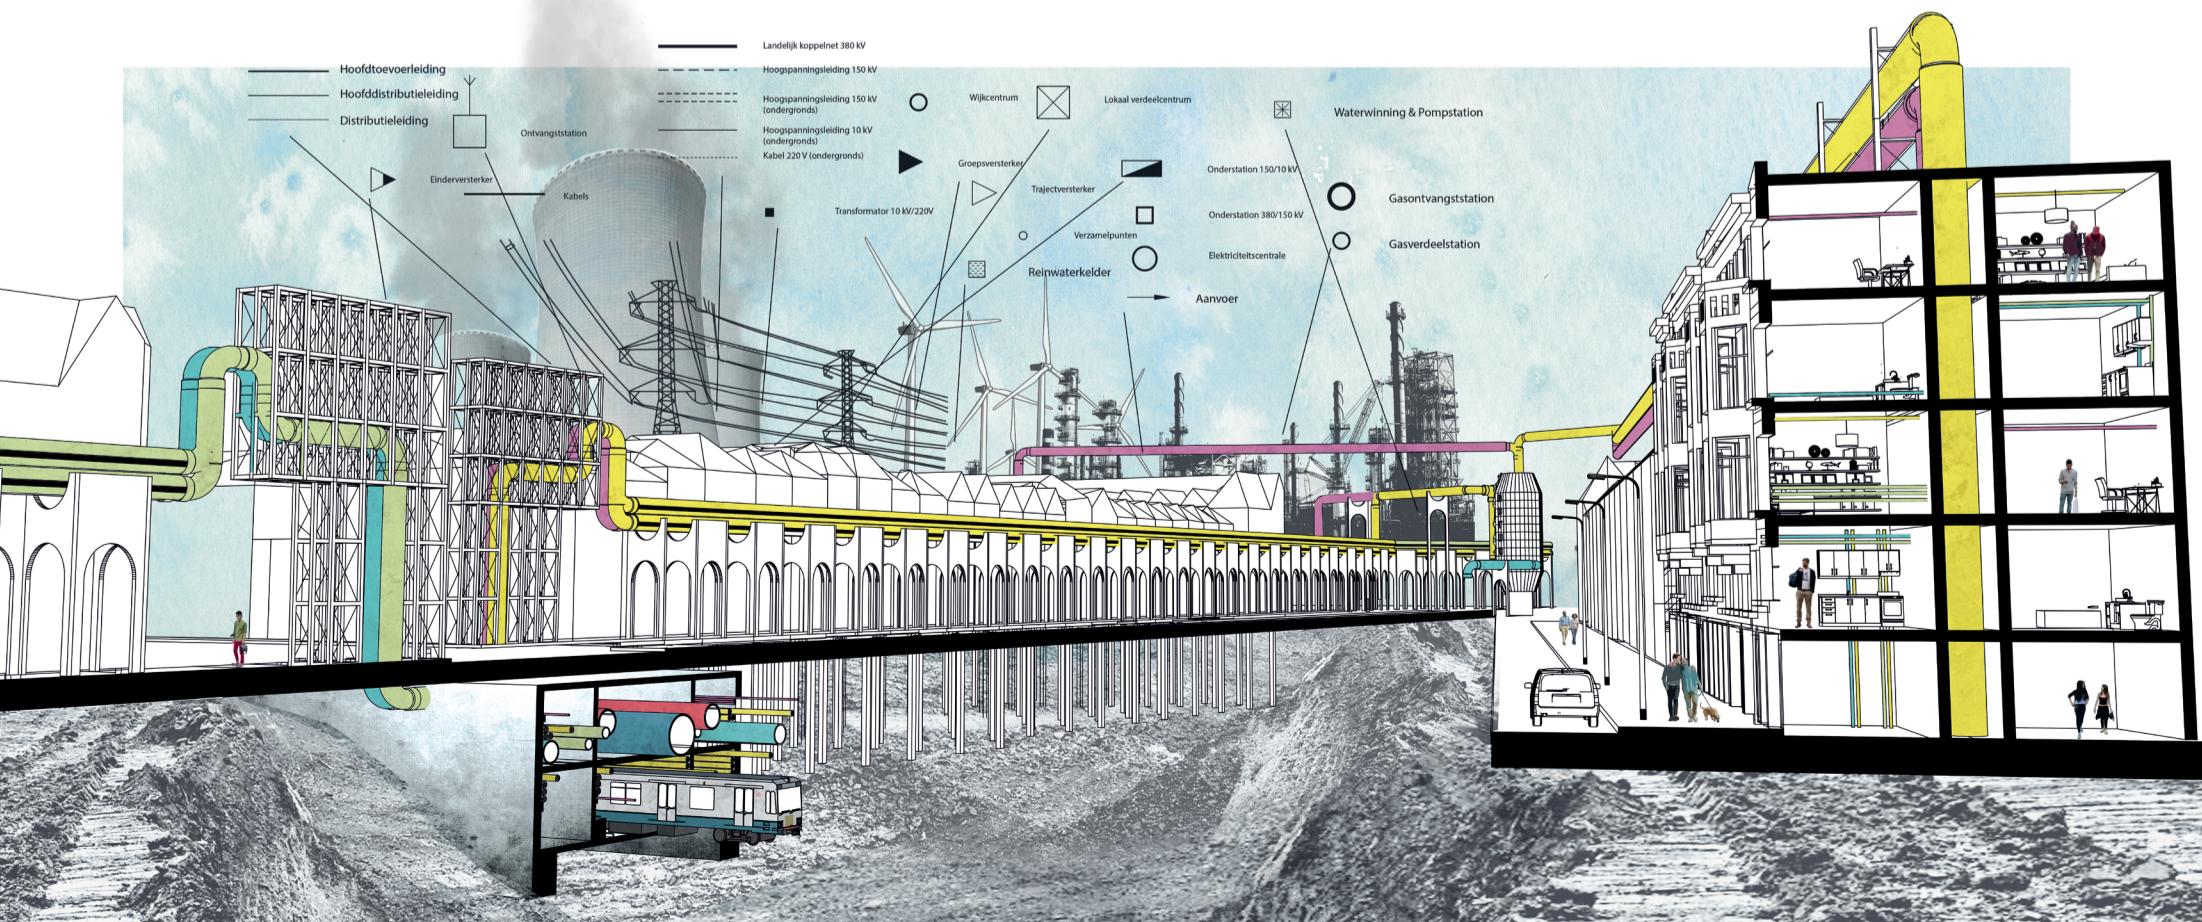 Landelijk koppelnet 380 kV
Hoofdtoevoerleiding
Hoogspanningsleiding 150 kV
Hoofddistributieleiding
Hoogspanningsleiding 150 kV
(ondergronds)
Wijkcentrum
Lokaal verdeelcentrum
Waterwinning & Pompstation
Distributieleiding
Ontvangststation
Hoogspanningsleiding 10 kV
(ondergronds)
Kabel 220 V (ondergronds)
Groepsversterker
Onderstation 150/10 kV
Einderversterker
Kabels
Trajectversterker
Gasontvangststation
Transformator 10 kV/220V
Onderstation 380/150 kV
Verzamelpunten
Gasverdeelstation
Elektriciteitscentrale
Reinwaterkelder
Aanvoer